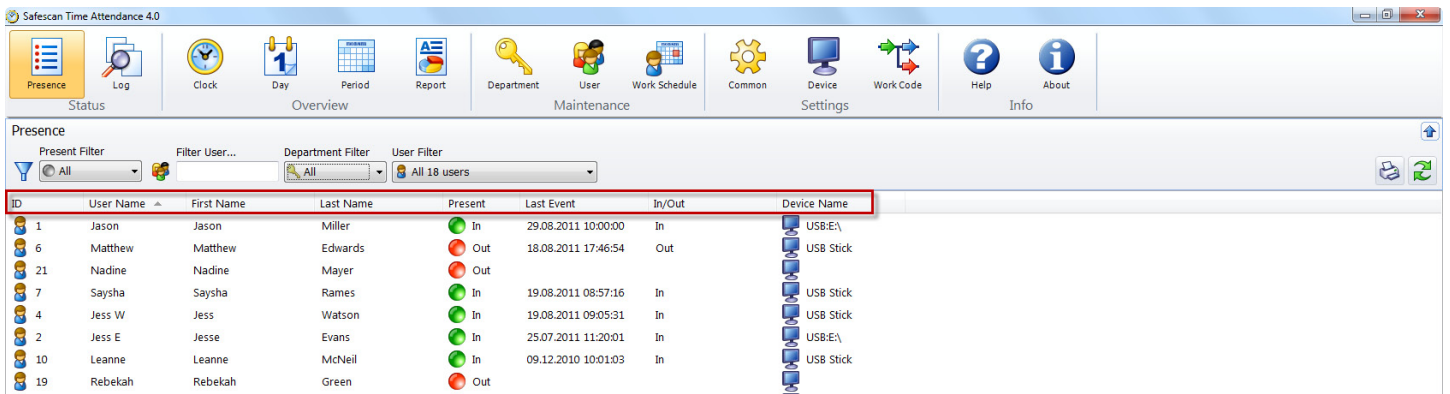 Safescan Time Attendance 4.0
Presence Log Clock Day Period Report Department User Work Schedule Common Device Work Code Help About
Status Overview Maintenance Settings Info
Presence
Present Filter Filter User... Department Filter User Filter
All All All 18 users
ID User Name First Name Last Name Present Last Event In/Out Device Name
1 Jason Jason Miller In 29.08.2011 10:00:00 In USB:E:\
6 Matthew Matthew Edwards Out 18.08.2011 17:46:54 Out USB Stick
21 Nadine Nadine Mayer Out
7 Saysha Saysha Rames In 19.08.2011 08:57:16 In USB Stick
4 Jess W Jess Watson In 19.08.2011 09:05:31 In USB Stick
2 Jess E Jesse Evans In 25.07.2011 11:20:01 In USB:E:\
10 Leanne Leanne McNeil In 09.12.2010 10:01:03 In USB Stick
19 Rebekah Rebekah Green Out